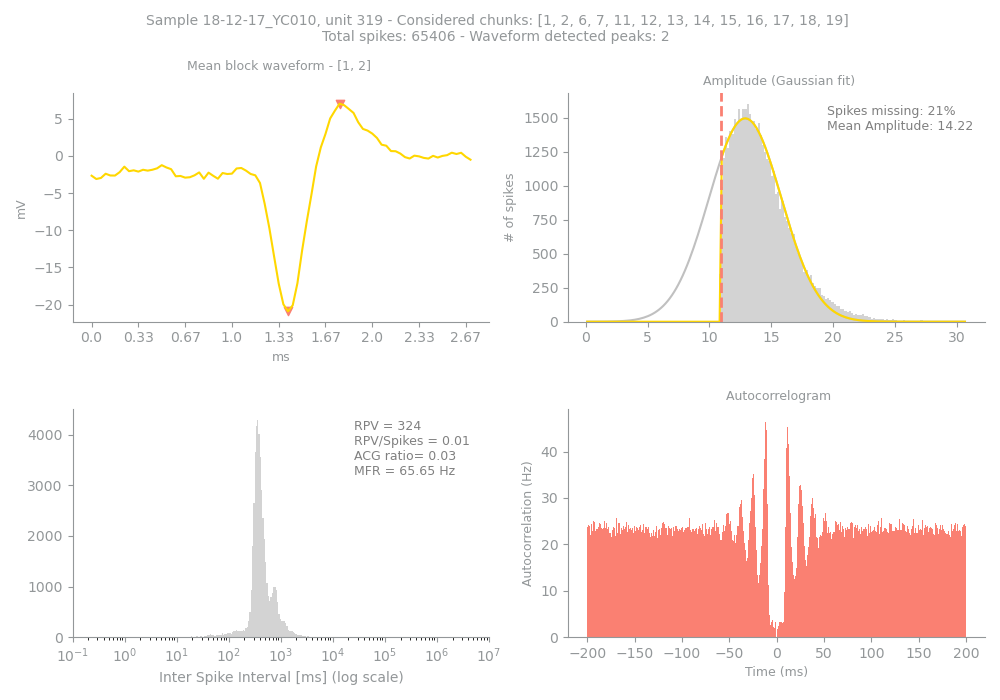 Sample 18-12-17_YC010, unit 319 - Considered chunks: [1, 2, 6, 7, 11, 12, 13, 14, 15, 16, 17, 18, 19]
Total spikes: 65406 - Waveform detected peaks: 2
Mean block waveform - [1, 2]
5
0
−5
−10
−15
−20
mV
0.0 0.33 0.67 1.0 1.33 1.67 2.0 2.33 2.67
ms
Amplitude (Gaussian fit)
Spikes missing: 21%
Mean Amplitude: 14.22
1500
1250
1000
750
500
250
0
# of spikes
0 5 10 15 20 25 30
4000
3000
2000
1000
0
RPV = 324
RPV/Spikes = 0.01
ACG ratio= 0.03
MFR = 65.65 Hz
10⁻¹ 10⁰ 10¹ 10² 10³ 10⁴ 10⁵ 10⁶ 10⁷
Inter Spike Interval [ms] (log scale)
Autocorrelogram
40
30
20
10
0
Autocorrelation (Hz)
−200 −150 −100 −50 0 50 100 150 200
Time (ms)